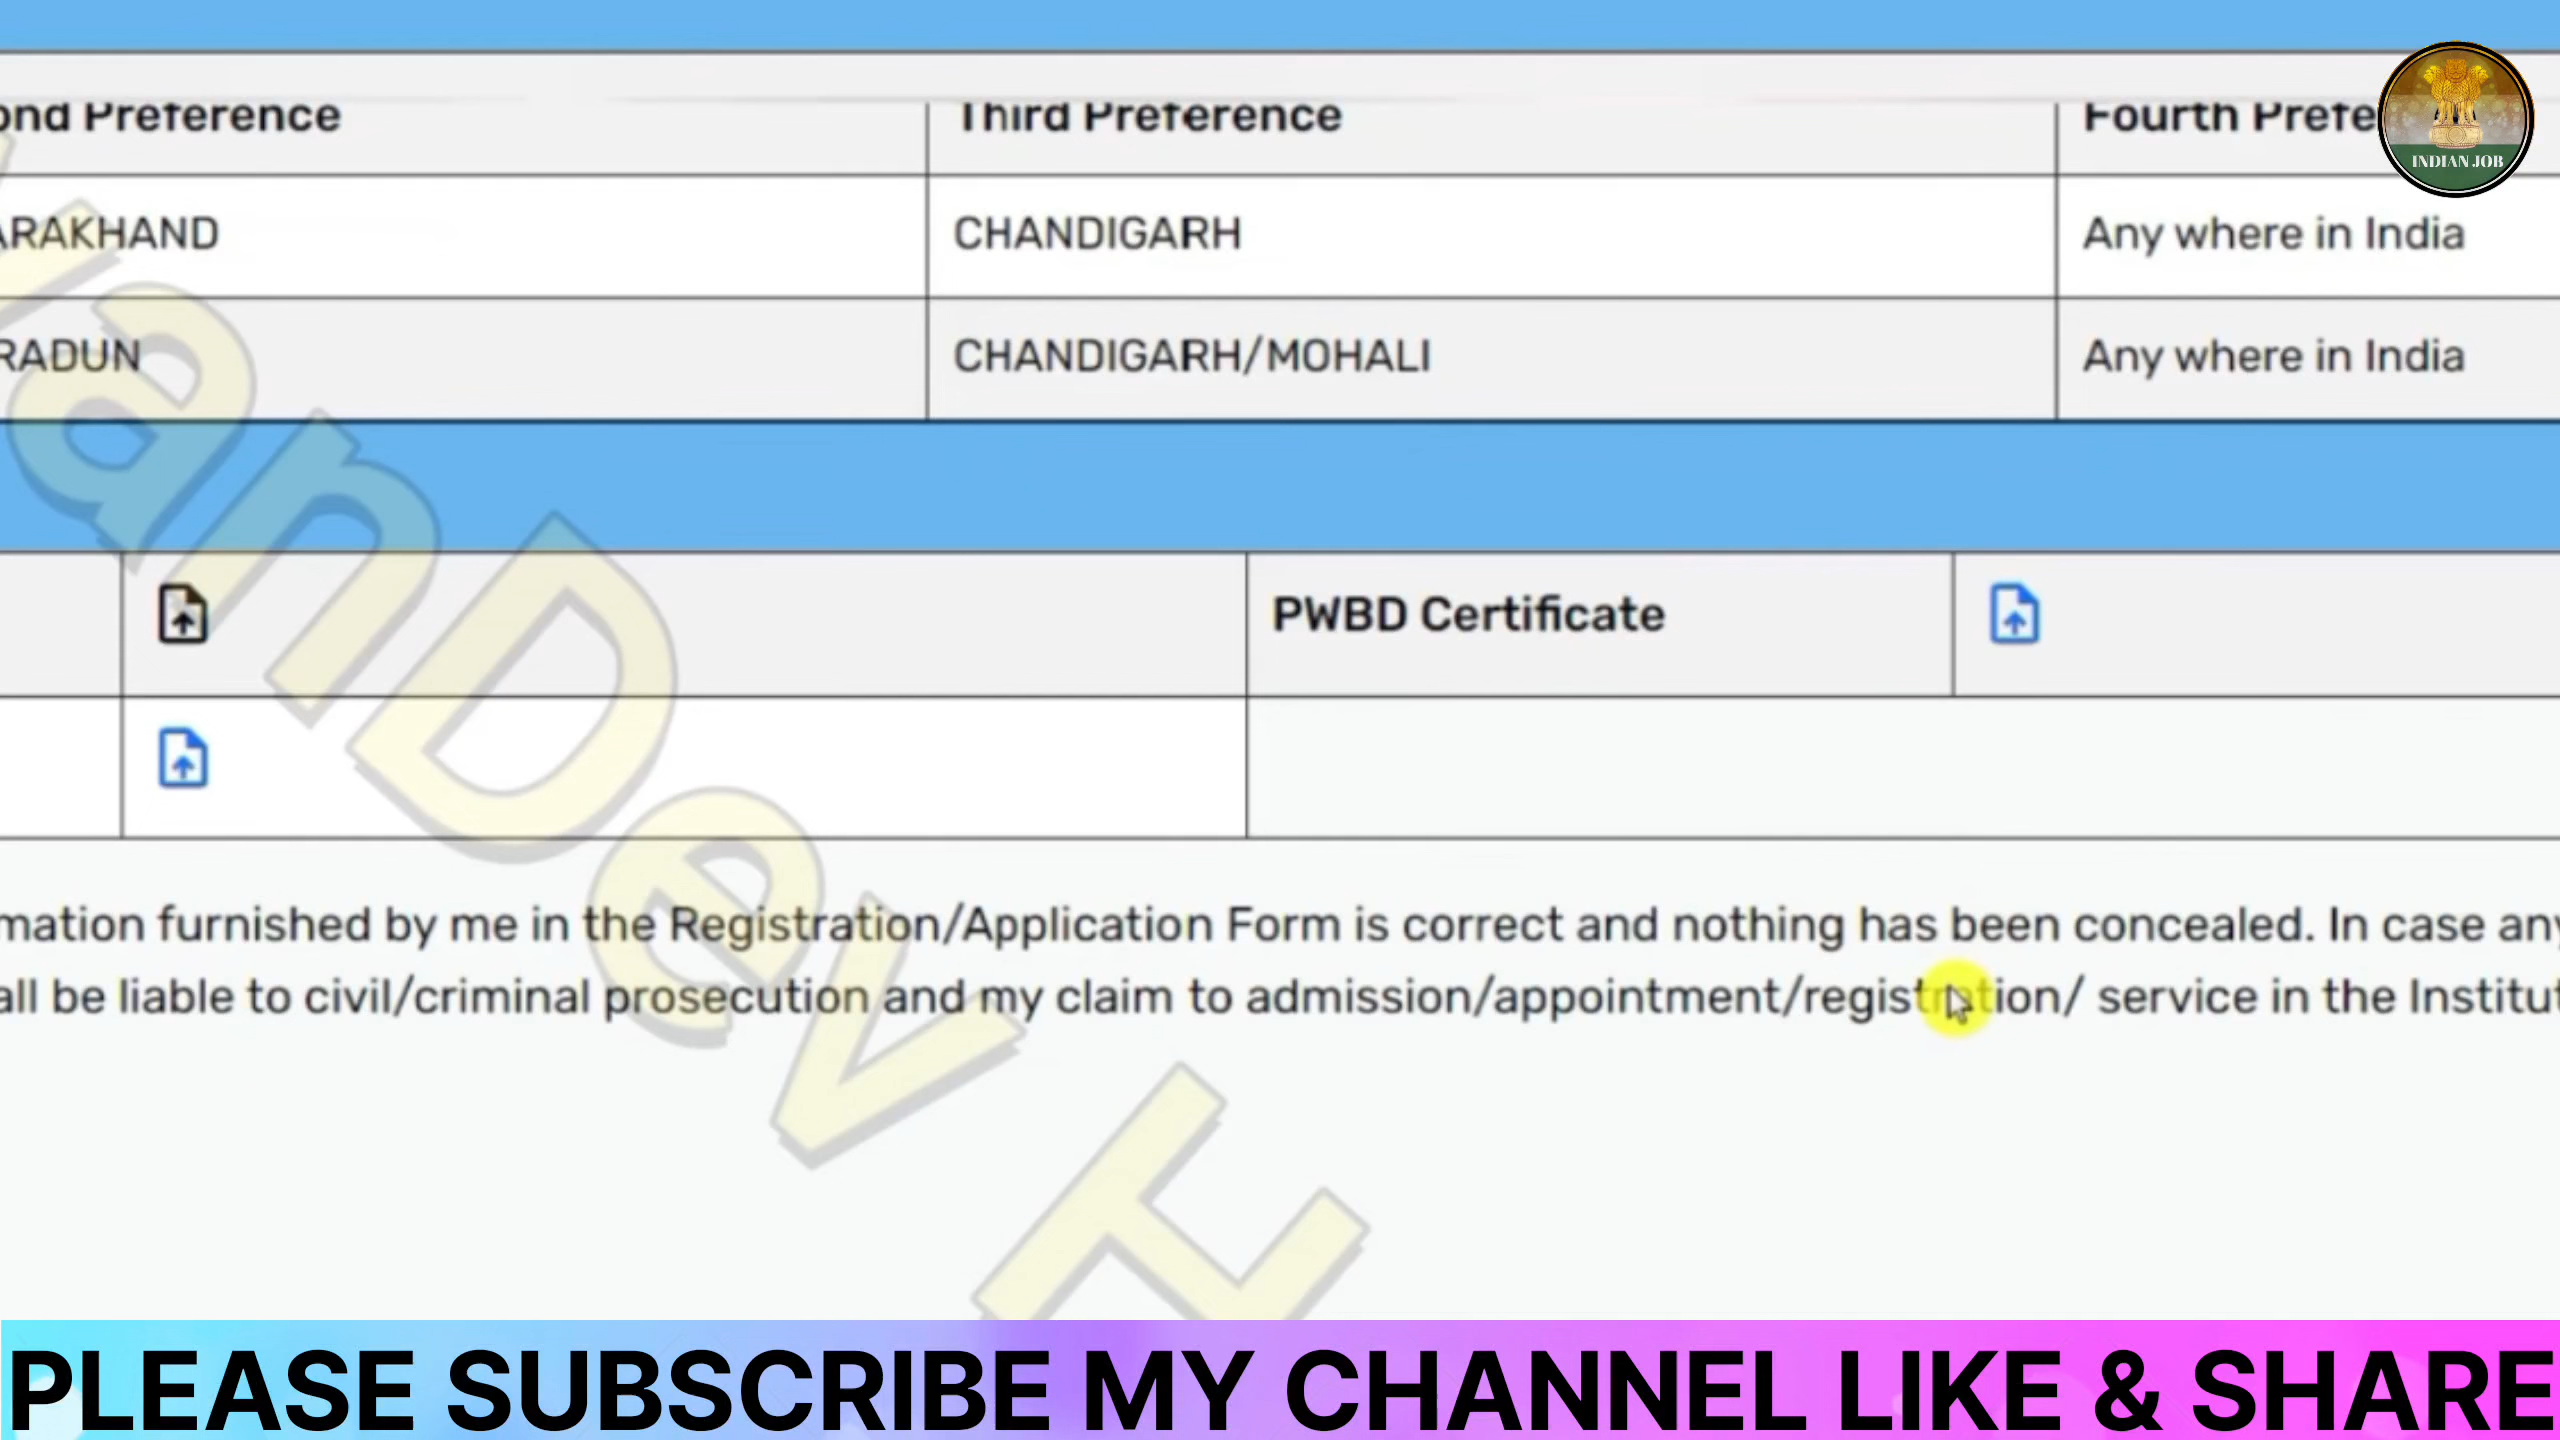 ond Preference Third Preference Fourth Prefe
INDIAN JOB
ARAKHAND CHANDIGARH Any where in India
RADUN CHANDIGARH/MOHALI Any where in India
PWBD Certificate
mation furnished by me in the Registration/Application Form is correct and nothing has been concealed. In case any
all be liable to civil/criminal prosecution and my claim to admission/appointment/registration/ service in the Institut
anDev H
PLEASE SUBSCRIBE MY CHANNEL LIKE & SHARE